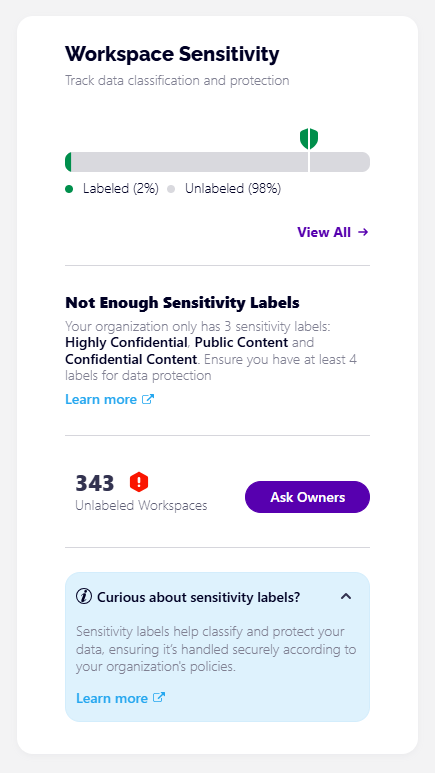 Workspace Sensitivity
Track data classification and protection
Labeled (2%) Unlabeled (98%)
View All →
Not Enough Sensitivity Labels
Your organization only has 3 sensitivity labels:
Highly Confidential, Public Content and
Confidential Content. Ensure you have at least 4
labels for data protection
Learn more
343
Unlabeled Workspaces
Ask Owners
Curious about sensitivity labels?
Sensitivity labels help classify and protect your
data, ensuring it's handled securely according to
your organization's policies.
Learn more